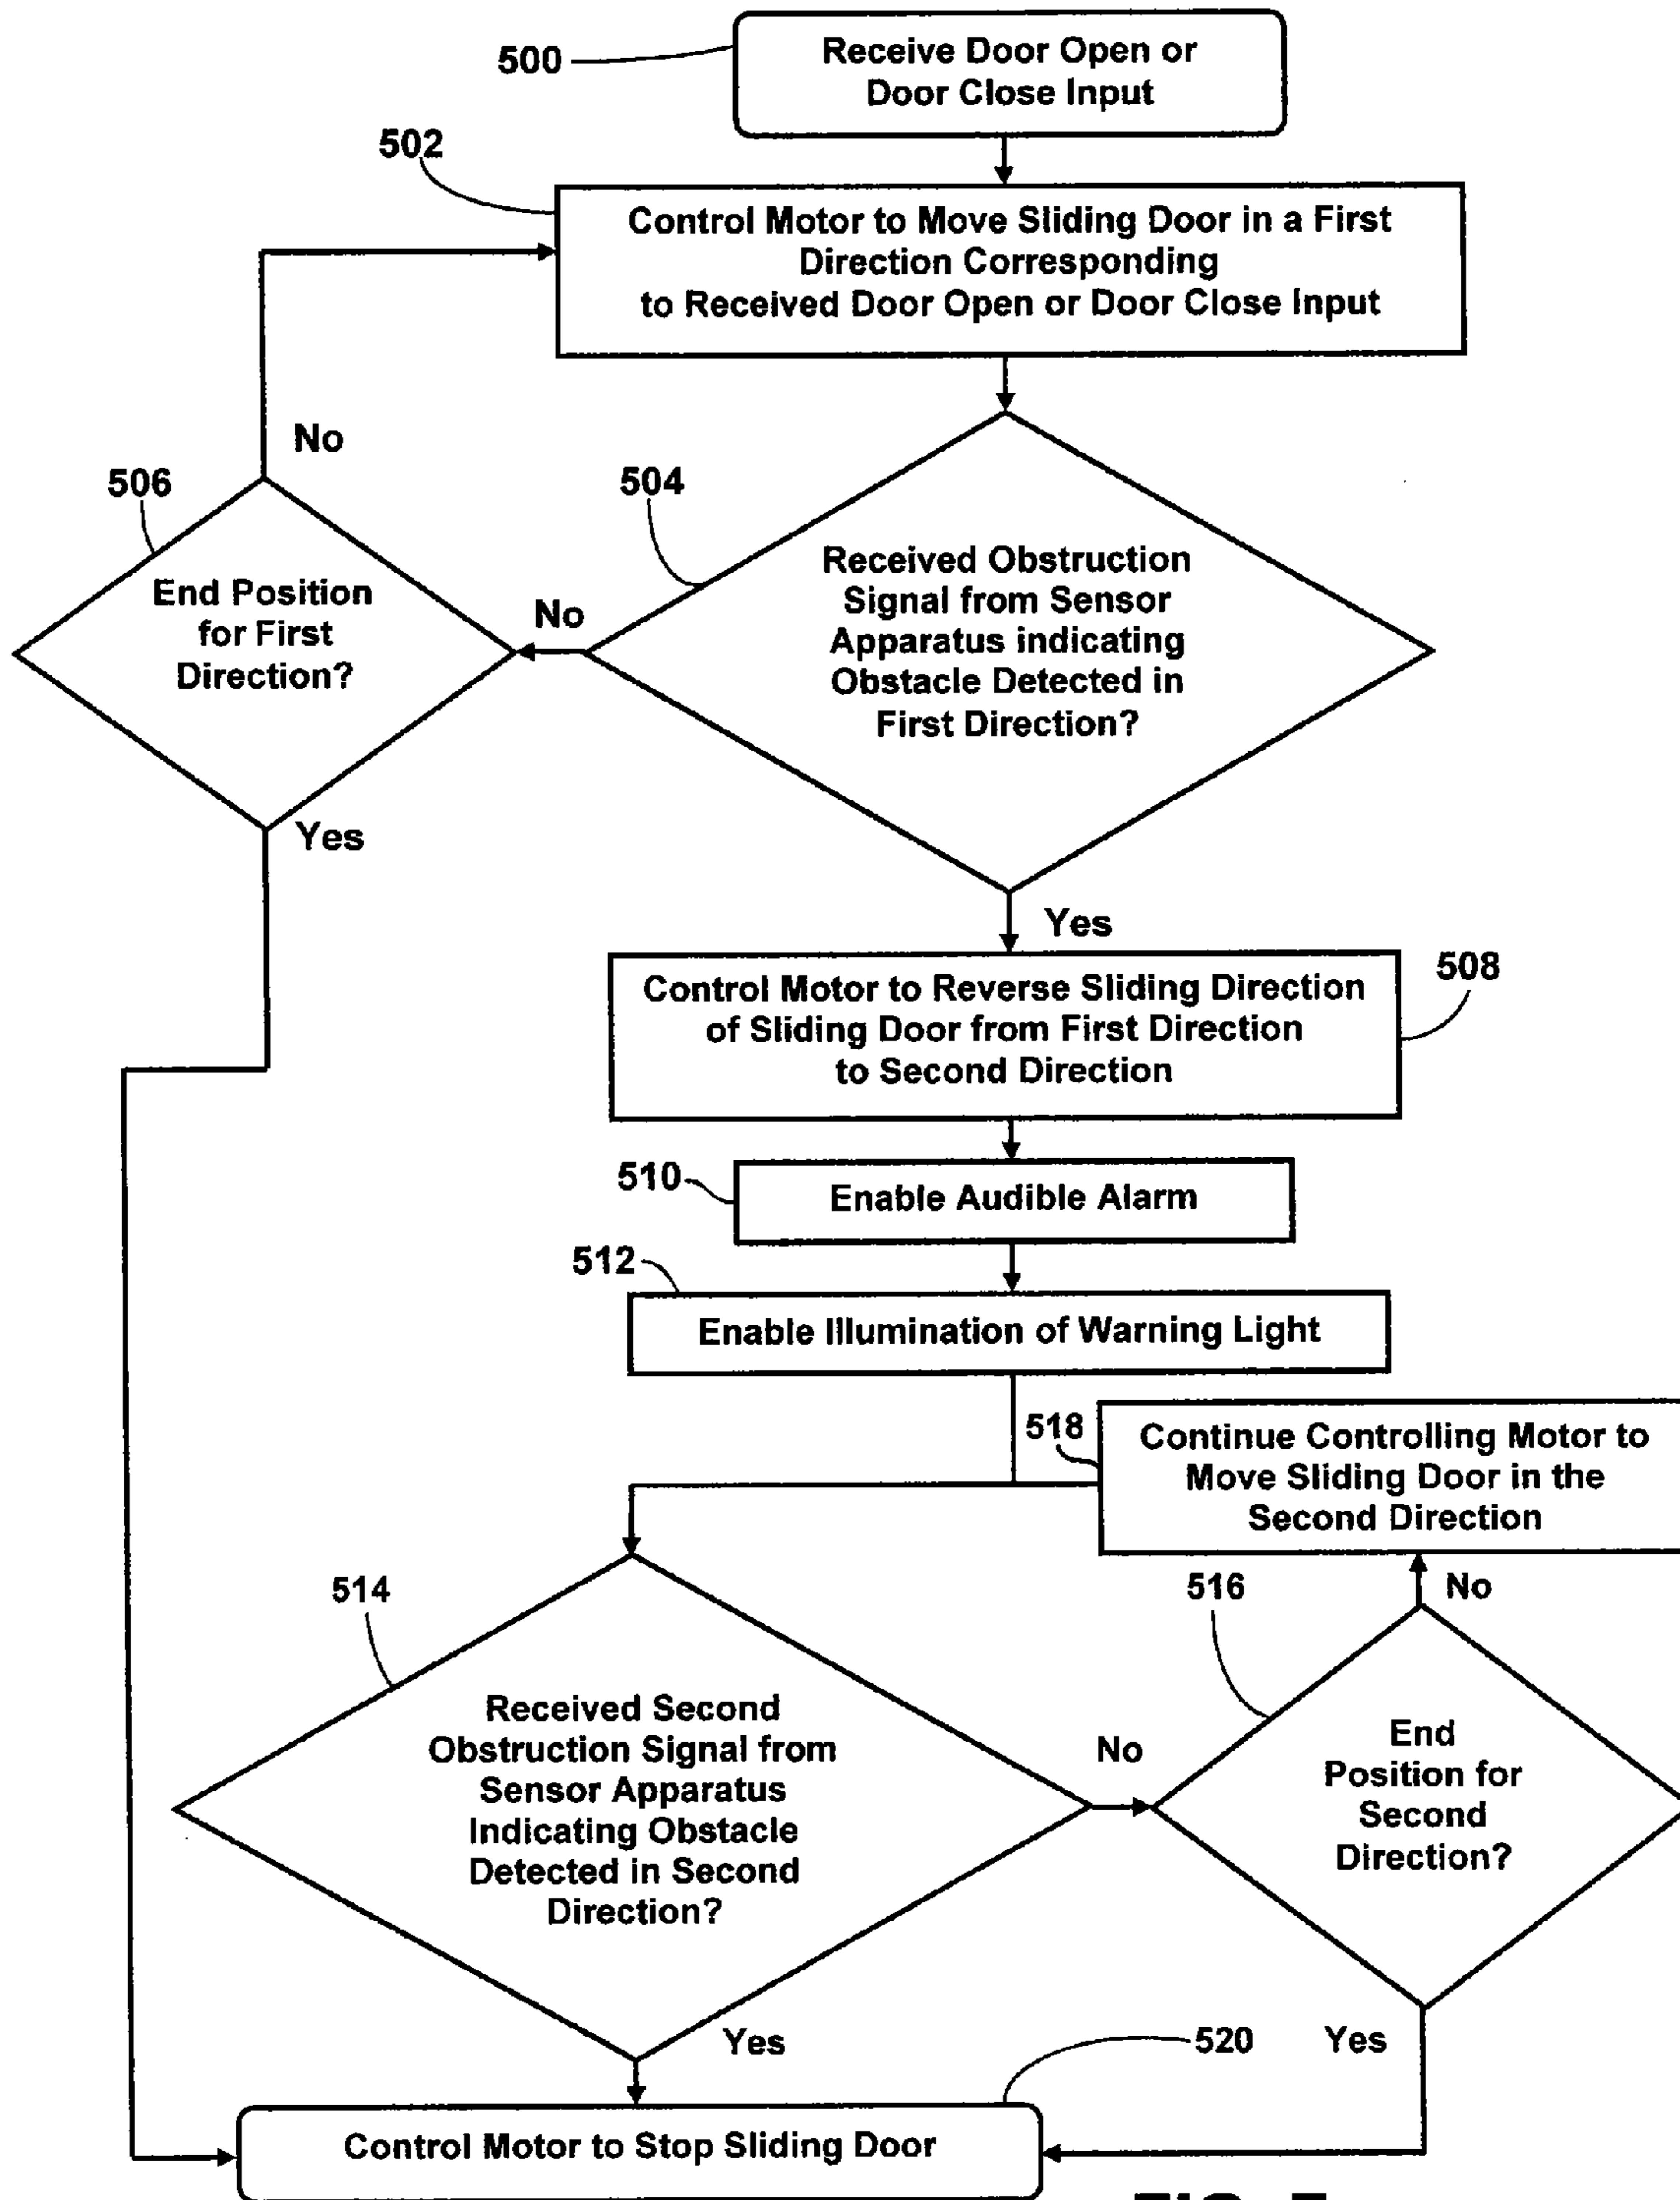 500
Receive Door Open or
Door Close Input
502
Control Motor to Move Sliding Door in a First
Direction Corresponding
to Received Door Open or Door Close Input
No
506
504
End Position
for First
Direction?
No
Received Obstruction
Signal from Sensor
Apparatus indicating
Obstacle Detected in
First Direction?
Yes
Yes
508
Control Motor to Reverse Sliding Direction
of Sliding Door from First Direction
to Second Direction
510
Enable Audible Alarm
512
Enable Illumination of Warning Light
518
Continue Controlling Motor to
Move Sliding Door in the
Second Direction
514
516
No
Received Second
Obstruction Signal from
Sensor Apparatus
Indicating Obstacle
Detected in Second
Direction?
No
End
Position for
Second
Direction?
Yes
520
Yes
Control Motor to Stop Sliding Door